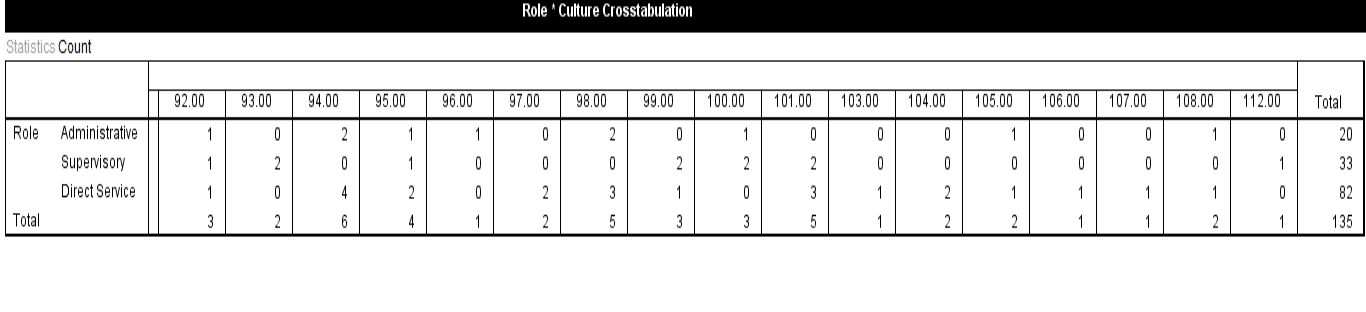 Role * Culture Crosstabulation
Statistics Count
92.00 93.00 94.00 95.00 96.00 97.00 98.00 99.00 100.00 101.00 103.00 104.00 105.00 106.00 107.00 108.00 112.00 Total
Role Administrative 1 0 2 1 1 0 2 0 1 0 0 0 1 0 0 1 0 20
Supervisory 1 2 0 1 0 0 0 2 2 2 0 0 0 0 0 0 1 33
Direct Service 1 0 4 2 0 2 3 1 0 3 1 2 1 1 1 1 0 82
Total 3 2 6 4 1 2 5 3 3 5 1 2 2 1 1 2 1 135